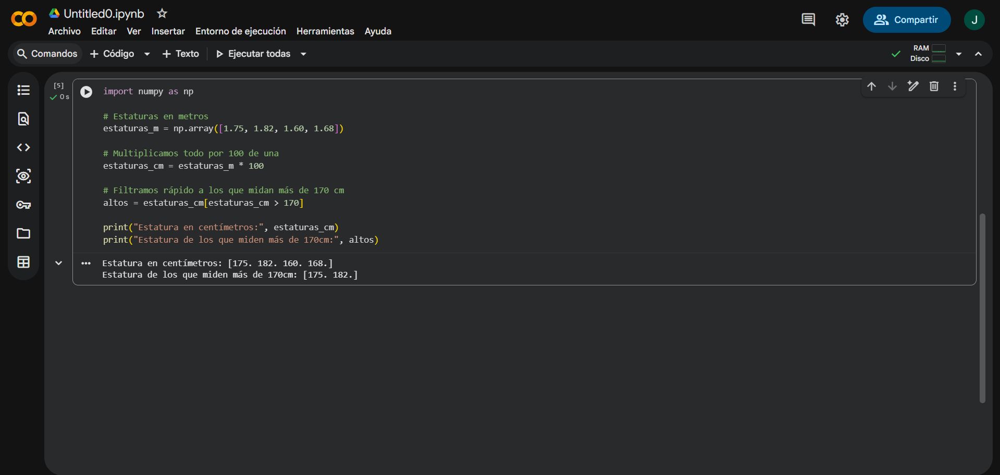 Untitled0.ipynb
Archivo Editar Ver Insertar Entorno de ejecución Herramientas Ayuda
Compartir
J
Comandos + Código + Texto Ejecutar todas
RAM
Disco
[5]
0 s
import numpy as np
# Estaturas en metros
estaturas_m = np.array([1.75, 1.82, 1.60, 1.68])
# Multiplicamos todo por 100 de una
estaturas_cm = estaturas_m * 100
# Filtramos rápido a los que midan más de 170 cm
altos = estaturas_cm[estaturas_cm > 170]
print("Estatura en centímetros:", estaturas_cm)
print("Estatura de los que miden más de 170cm:", altos)
Estatura en centímetros: [175. 182. 160. 168.]
Estatura de los que miden más de 170cm: [175. 182.]